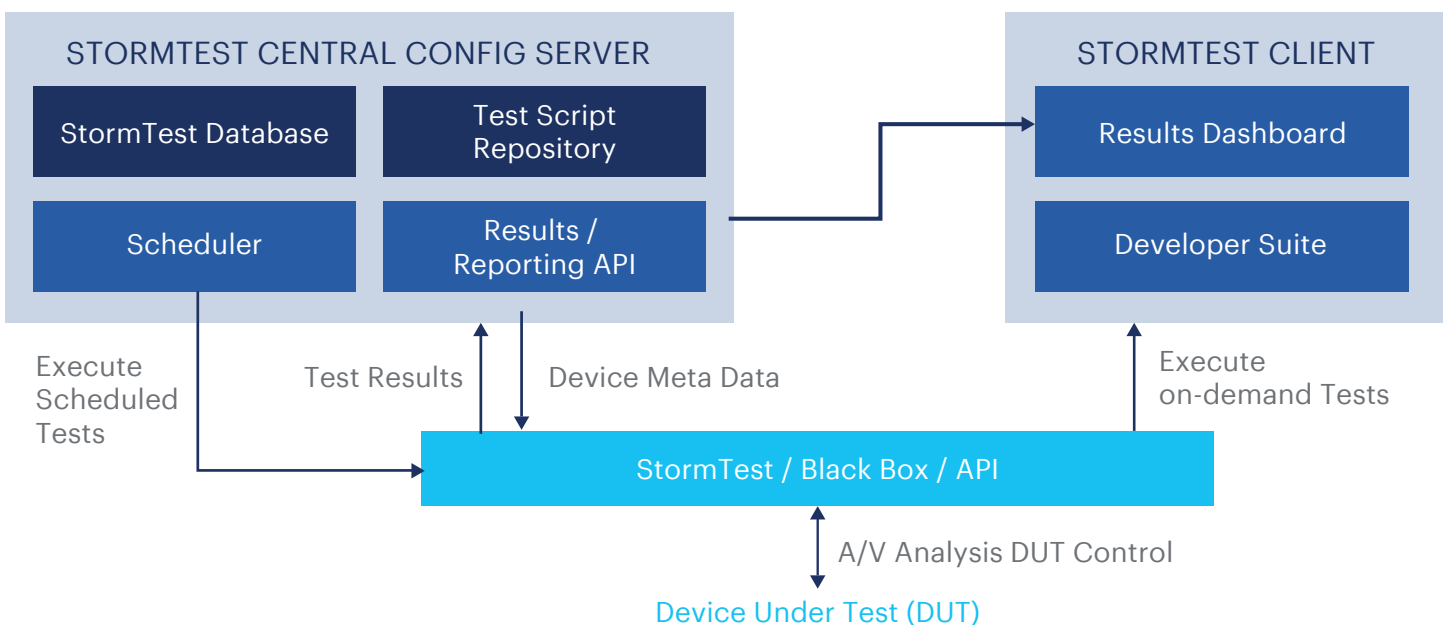 STORMTEST CENTRAL CONFIG SERVER
StormTest Database
Test Script
Repository
Scheduler
Results /
Reporting API
STORMTEST CLIENT
Results Dashboard
Developer Suite
Execute
Scheduled
Tests
Test Results
Device Meta Data
Execute
on-demand Tests
StormTest / Black Box / API
A/V Analysis DUT Control
Device Under Test (DUT)